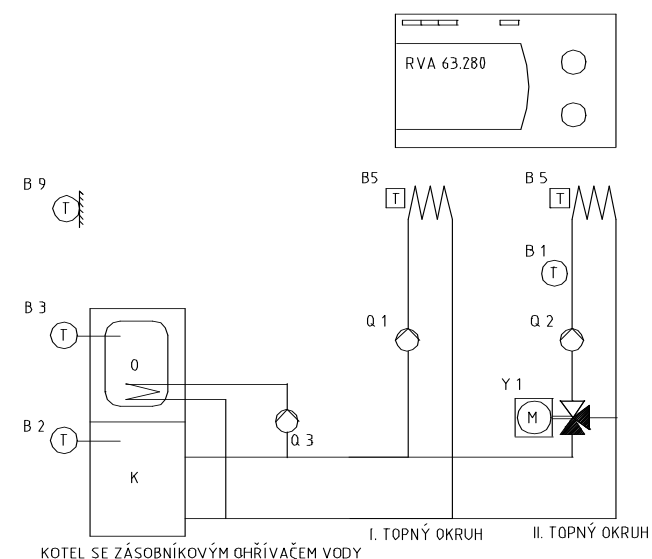 RVA 63.280
B 9
T
B5
T
B 5
T
B 1
T
B 3
T
Q 1
Q 2
O
Y 1
M
B 2
T
Q 3
K
I. TOPNÝ OKRUH
II. TOPNÝ OKRUH
KOTEL SE ZÁSOBNÍKOVÝM OHŘÍVAČEM VODY